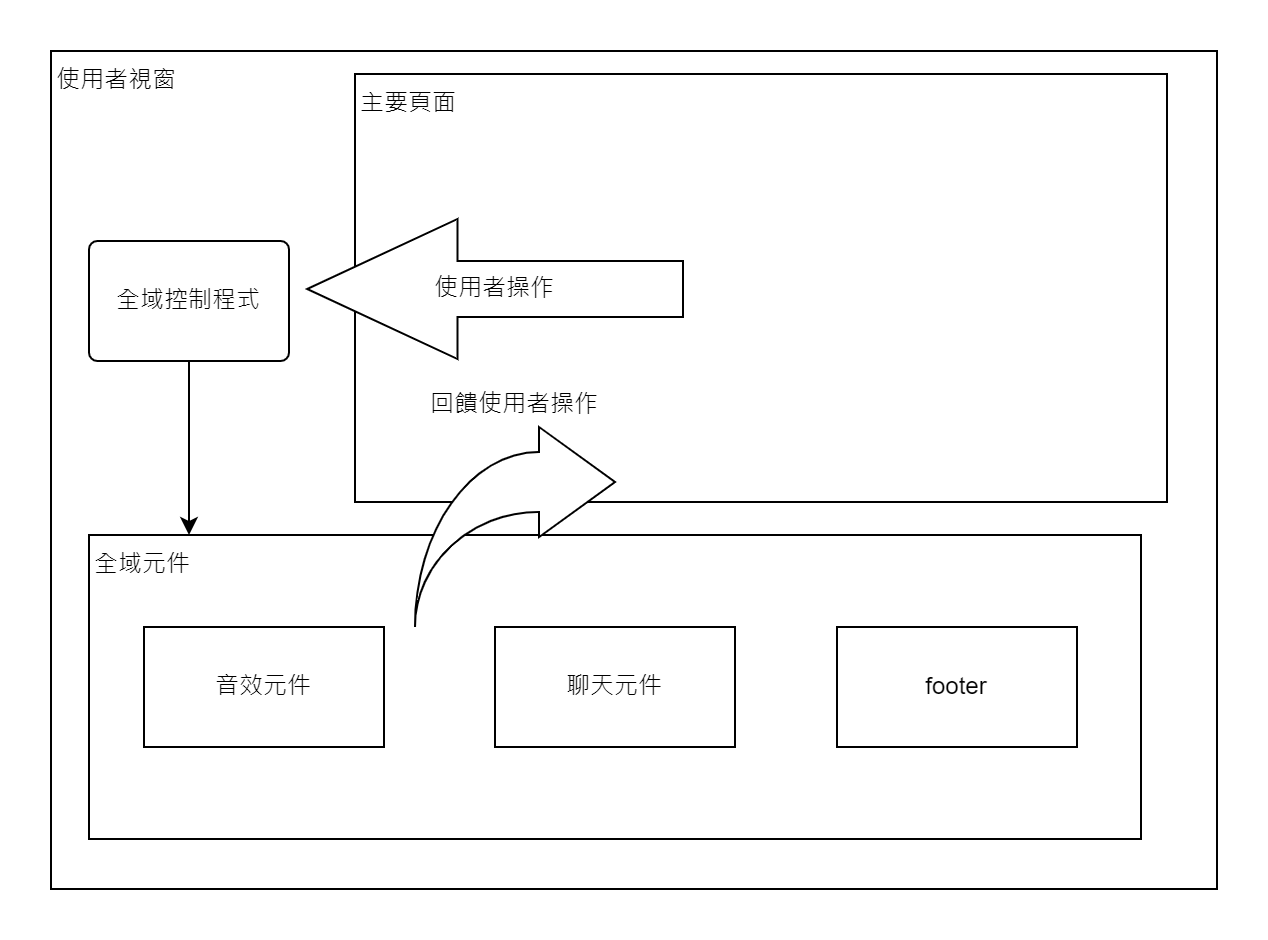 使用者視窗
主要頁面
使用者操作
全域控制程式
回饋使用者操作
全域元件
音效元件
聊天元件
footer